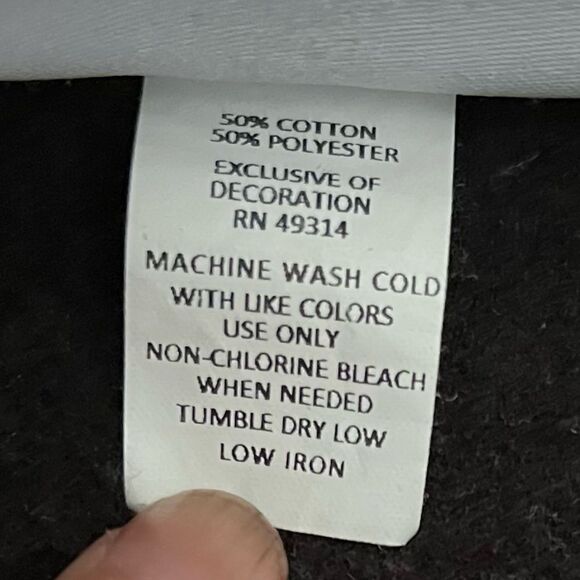 50% COTTON
50% POLYESTER
EXCLUSIVE OF
DECORATION
RN 49314
MACHINE WASH COLD
WITH LIKE COLORS
USE ONLY
NON-CHLORINE BLEACH
WHEN NEEDED
TUMBLE DRY LOW
LOW IRON